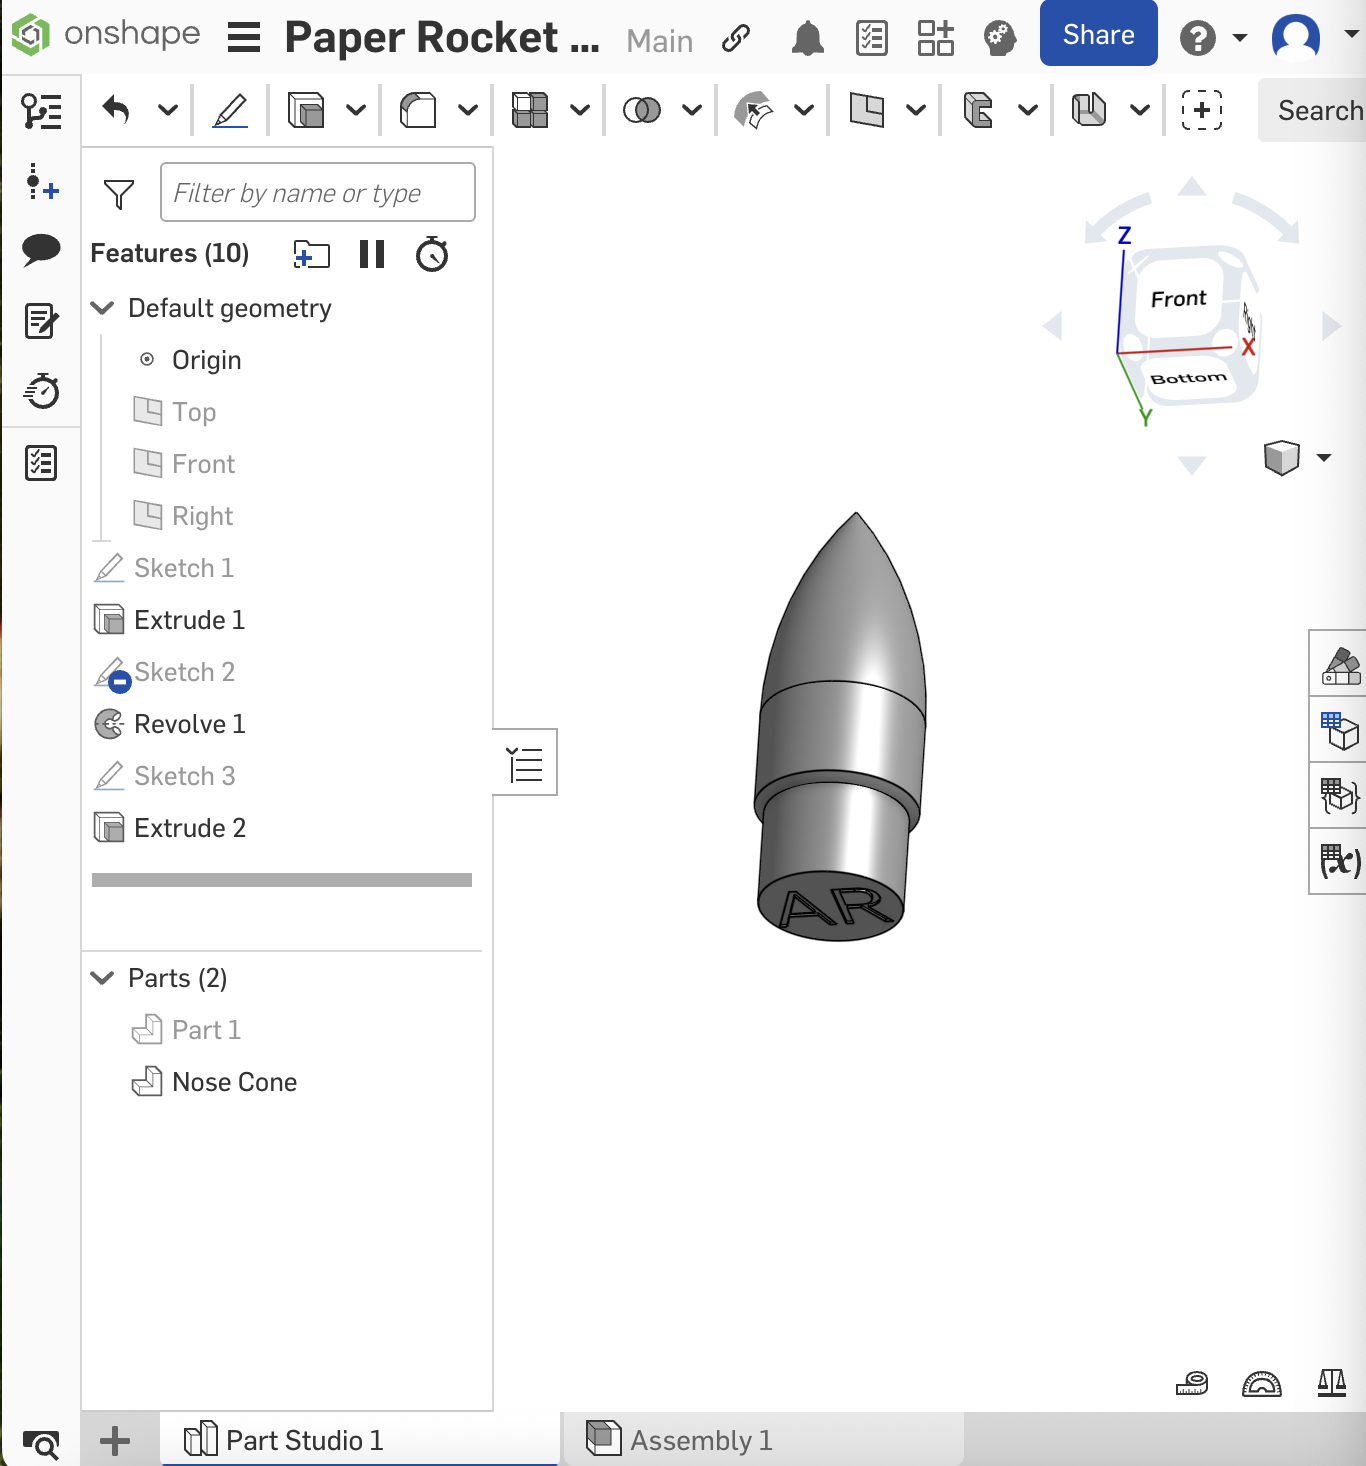 onshape Paper Rocket ... Main Share
Search
Filter by name or type
Features (10)
Default geometry
Origin
Top
Front
Right
Sketch 1
Extrude 1
Sketch 2
Revolve 1
Sketch 3
Extrude 2
Parts (2)
Part 1
Nose Cone
Z
Front
Right
X
Bottom
Y
AR
(x)
Part Studio 1
Assembly 1